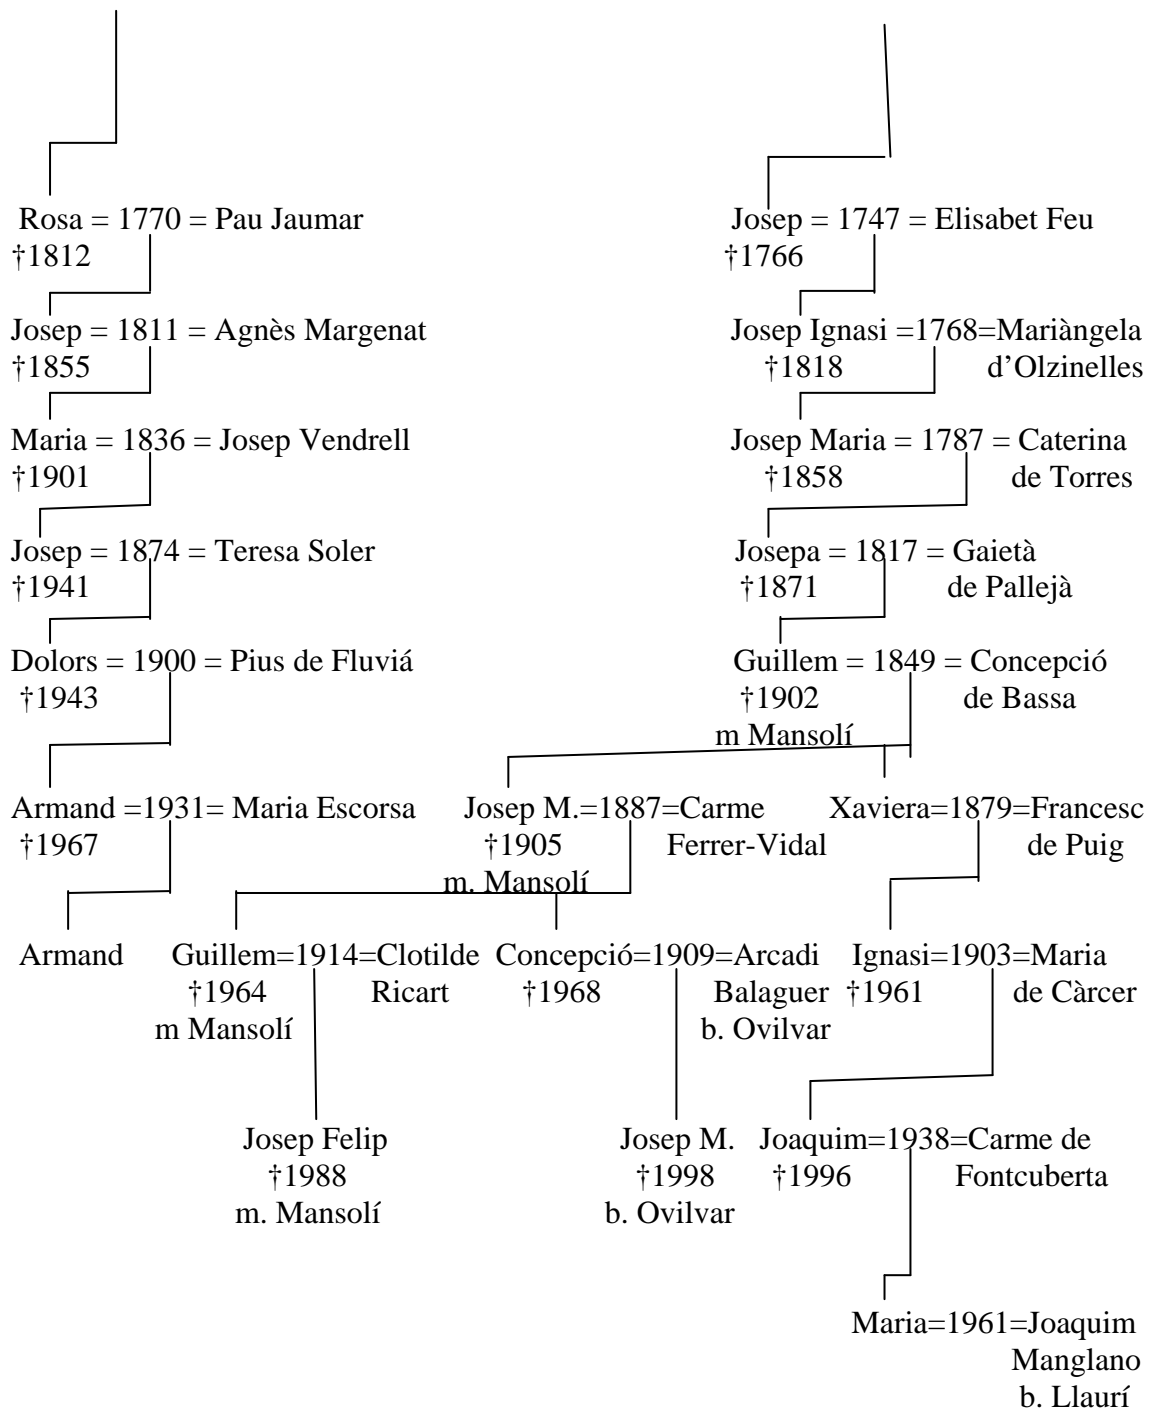 Rosa = 1770 = Pau Jaumar
†1812
Josep = 1747 = Elisabet Feu
†1766
Josep = 1811 = Agnès Margenat
†1855
Josep Ignasi =1768=Mariàngela
†1818 d’Olzinelles
Maria = 1836 = Josep Vendrell
†1901
Josep Maria = 1787 = Caterina
†1858 de Torres
Josep = 1874 = Teresa Soler
†1941
Josepa = 1817 = Gaietà
†1871 de Pallejà
Dolors = 1900 = Pius de Fluviá
†1943
Guillem = 1849 = Concepció
†1902 de Bassa
m Mansolí
Armand =1931= Maria Escorsa
†1967
Josep M.=1887=Carme
†1905 Ferrer-Vidal
m. Mansolí
Xaviera=1879=Francesc
de Puig
Armand
Guillem=1914=Clotilde
†1964 Ricart
m Mansolí
Concepció=1909=Arcadi
†1968 Balaguer
b. Ovilvar
Ignasi=1903=Maria
†1961 de Càrcer
Josep Felip
†1988
m. Mansolí
Josep M.
†1998
b. Ovilvar
Joaquim=1938=Carme de
†1996 Fontcuberta
Maria=1961=Joaquim
Manglano
b. Llaurí